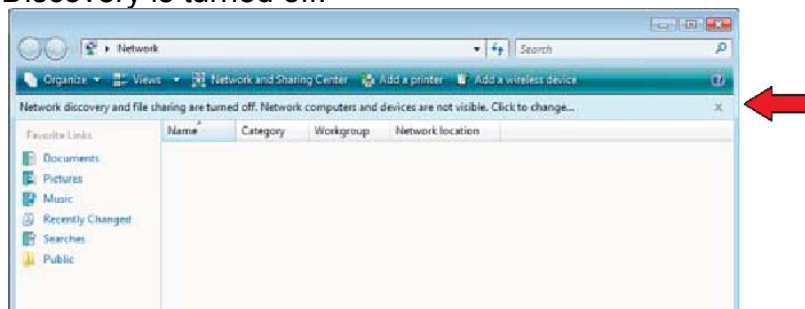 Discovery is turned off.
Network
Search
Organize Views Network and Sharing Center Add a printer Add a wireless device
Network discovery and file sharing are turned off. Network computers and devices are not visible. Click to change...
Favorite Links
Name Category Workgroup Network location
Documents
Pictures
Music
Recently Changed
Searches
Public